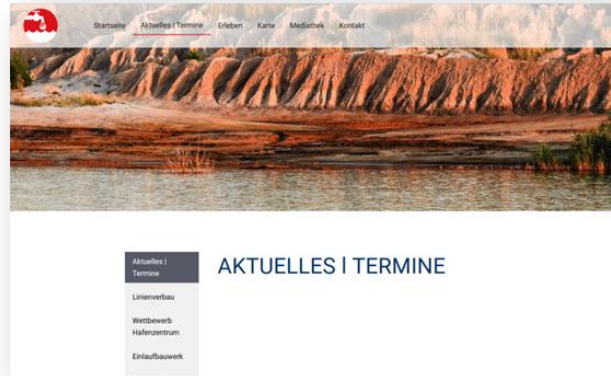 Startseite Aktuelles | Termine Erleben Karte Mediathek Kontakt
Aktuelles |
Termine
AKTUELLES | TERMINE
Linienverbau
Wettbewerb
Hafenzentrum
Einlaufbauwerk